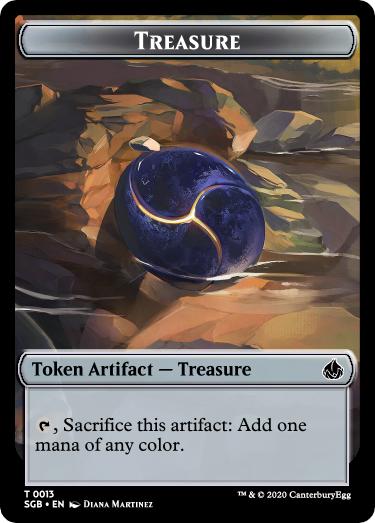 Treasure
Token Artifact — Treasure
, Sacrifice this artifact: Add one
mana of any color.
T 0013
SGB • EN Diana Martinez
™ & © 2020 CanterburyEgg